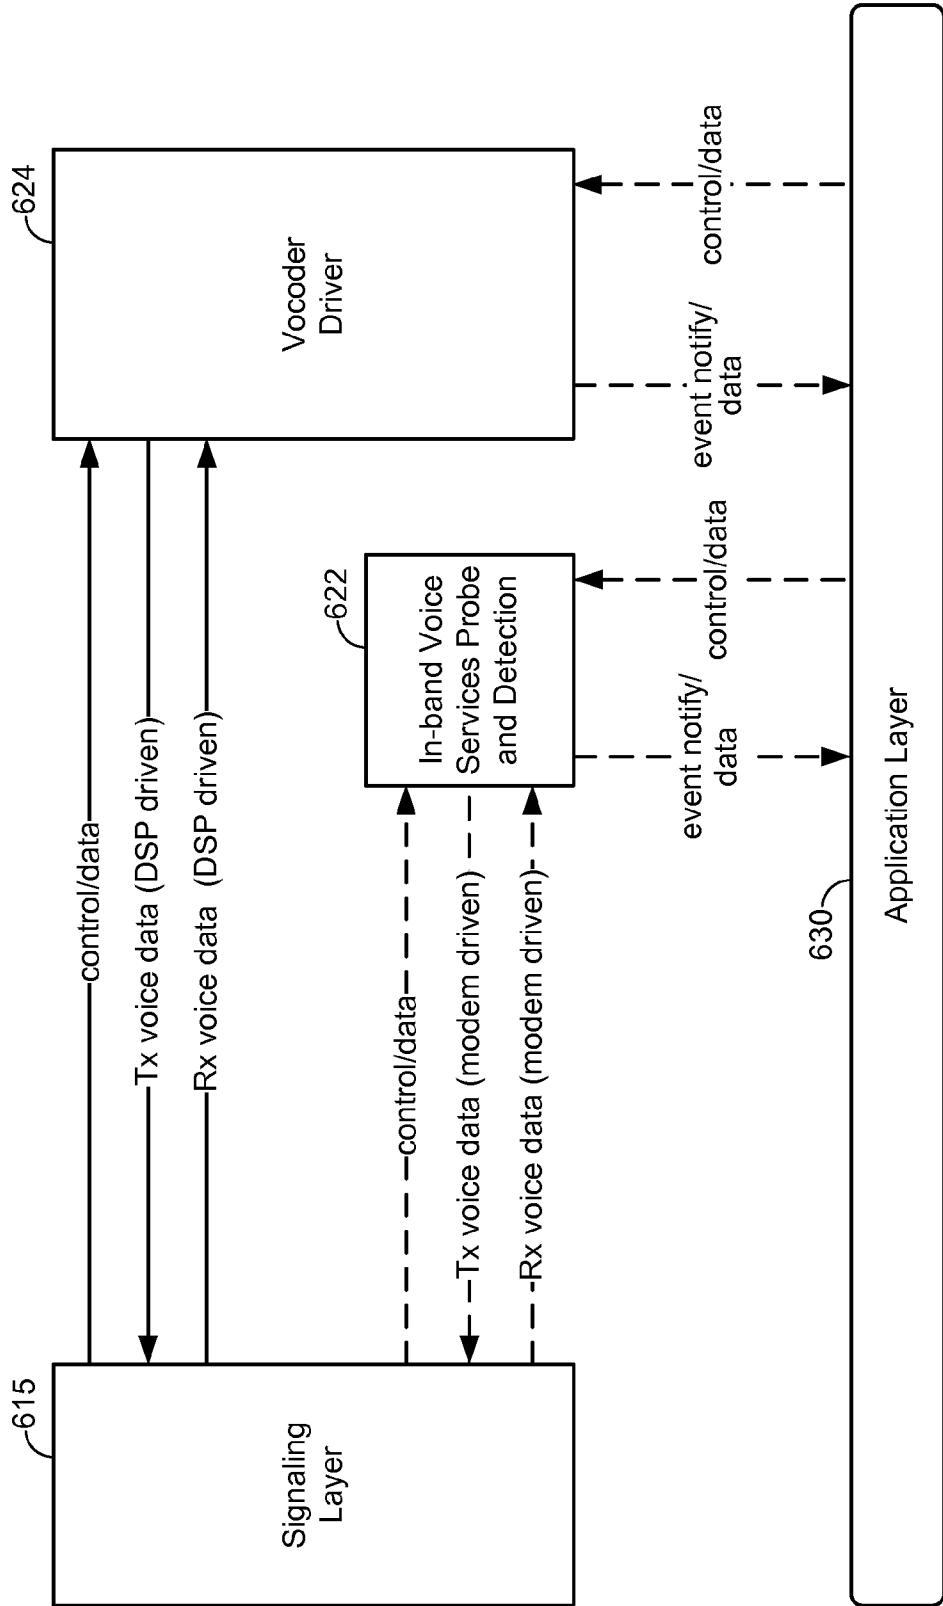 615
Signaling
Layer
control/data
Tx voice data (DSP driven)
Rx voice data (DSP driven)
624
Vocoder
Driver
control/data
Tx voice data (modem driven)
Rx voice data (modem driven)
622
In-band Voice
Services Probe
and Detection
event notify/
data
control/data
event notify/
data
control/data
630
Application Layer